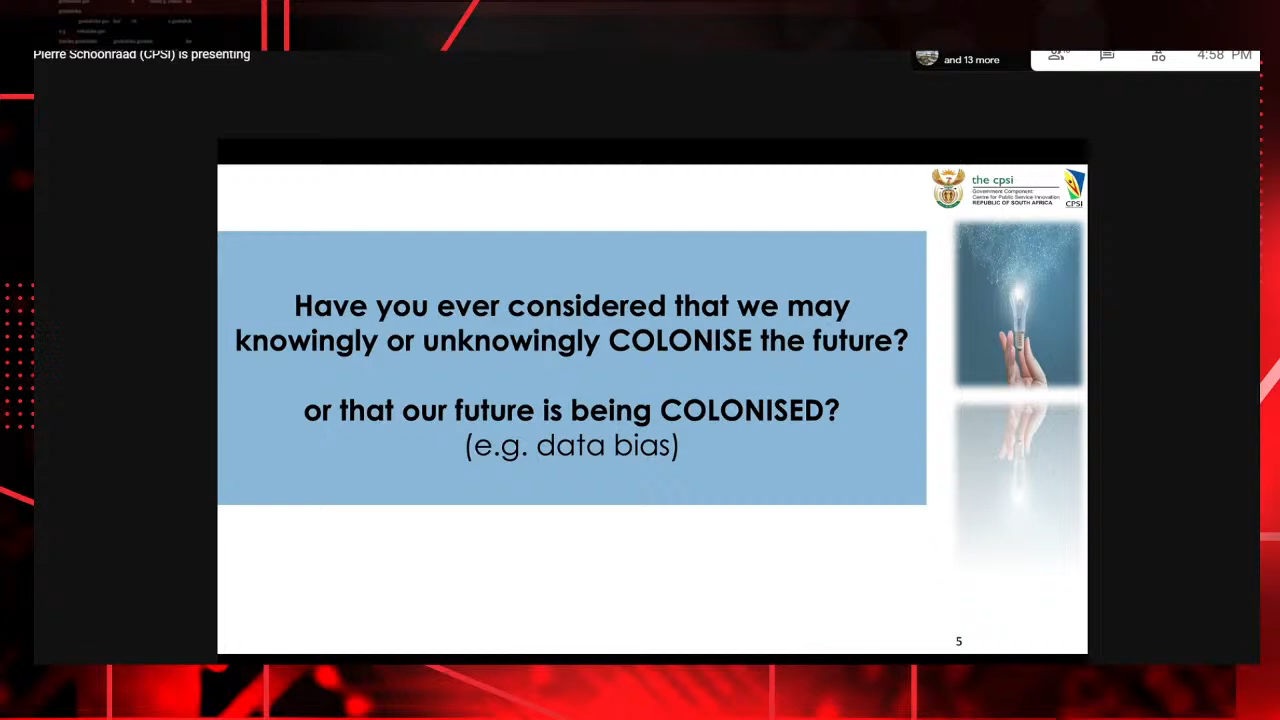 Pierre Schoonraad (CPSI) is presenting
and 13 more
4:58 PM
the cpsi
Government Component
Centre for Public Service Innovation
REPUBLIC OF SOUTH AFRICA
CPSI
Have you ever considered that we may
knowingly or unknowingly COLONISE the future?
or that our future is being COLONISED?
(e.g. data bias)
5